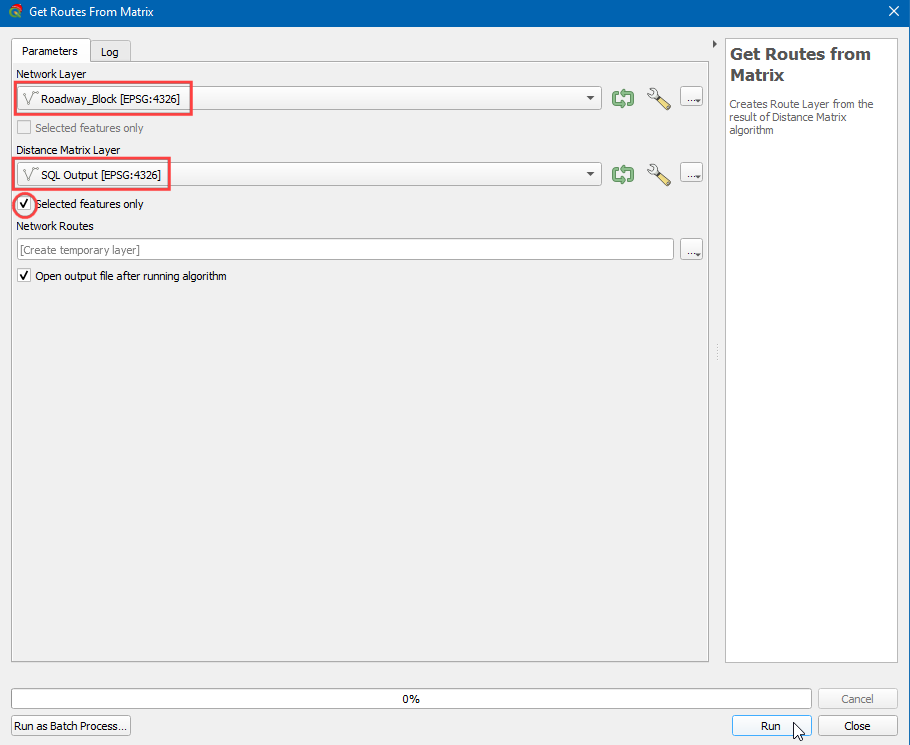 Get Routes From Matrix
Parameters
Log
Network Layer
Roadway_Block [EPSG:4326]
...
Selected features only
Distance Matrix Layer
SQL Output [EPSG:4326]
...
Selected features only
Network Routes
[Create temporary layer]
...
Open output file after running algorithm
Get Routes from
Matrix
Creates Route Layer from the
result of Distance Matrix
algorithm
0%
Cancel
Run as Batch Process...
Run
Close